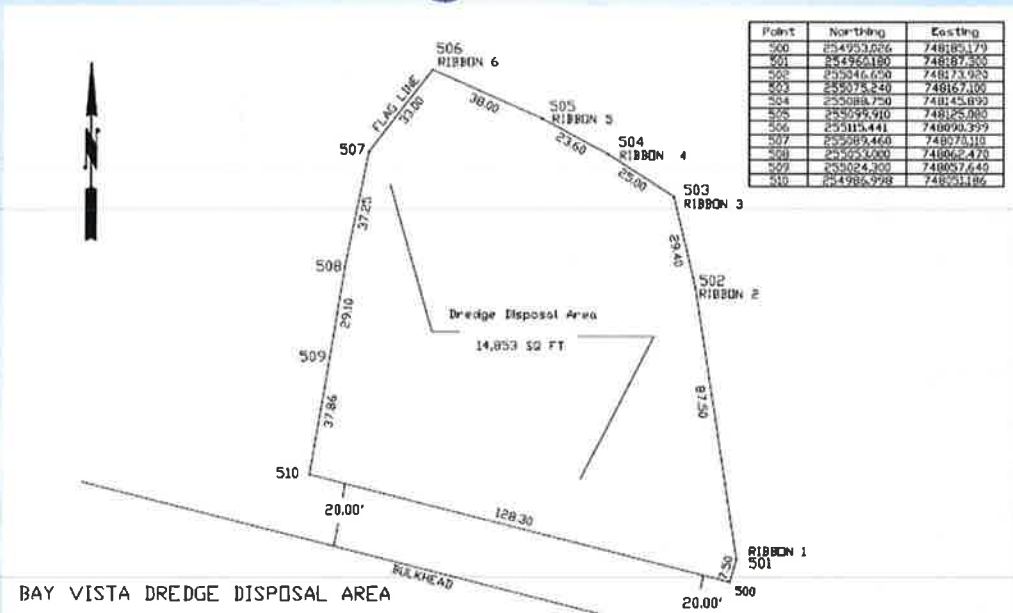 Point Northing Easting
500 254953.026 748185.179
501 254960.180 748187.300
502 255046.650 748173.920
503 255075.240 748167.100
504 255088.750 748145.890
505 255099.910 748125.080
506 255115.441 748090.399
507 255089.460 748070.110
508 255053.000 748062.470
509 255024.300 748057.640
510 254986.998 748051.186
506
RIBBON 6
FLAG LINE
33.00
38.00
505
RIBBON 5
23.60
504
RIBBON 4
25.00
507
503
RIBBON 3
37.25
29.40
508
502
RIBBON 2
29.10
Dredge Disposal Area
14,853 SQ FT
509
87.50
37.86
510
20.00'
128.30
RIBBON 1
501
7.50
500
BULKHEAD
20.00'
BAY VISTA DREDGE DISPOSAL AREA
N